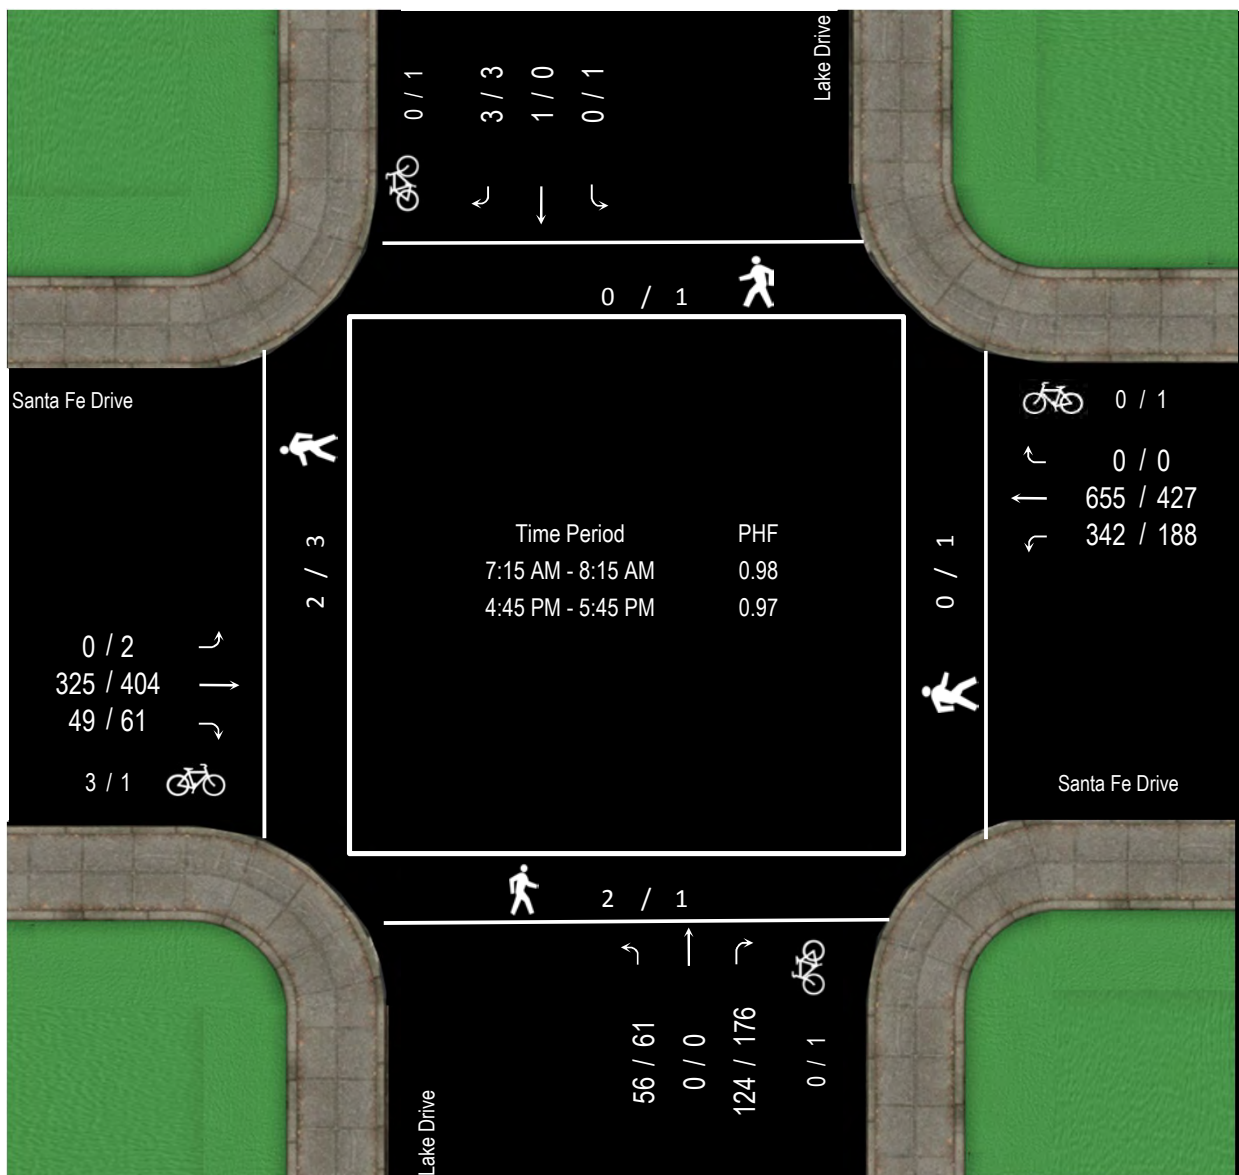 Lake Drive
0 / 1
3 / 3
1 / 0
0 / 1
0 / 1
Santa Fe Drive
0 / 1
0 / 0
655 / 427
342 / 188
2 / 3
Time Period PHF
7:15 AM - 8:15 AM 0.98
4:45 PM - 5:45 PM 0.97
0 / 1
0 / 2
325 / 404
49 / 61
3 / 1
Santa Fe Drive
2 / 1
56 / 61
0 / 0
124 / 176
0 / 1
Lake Drive